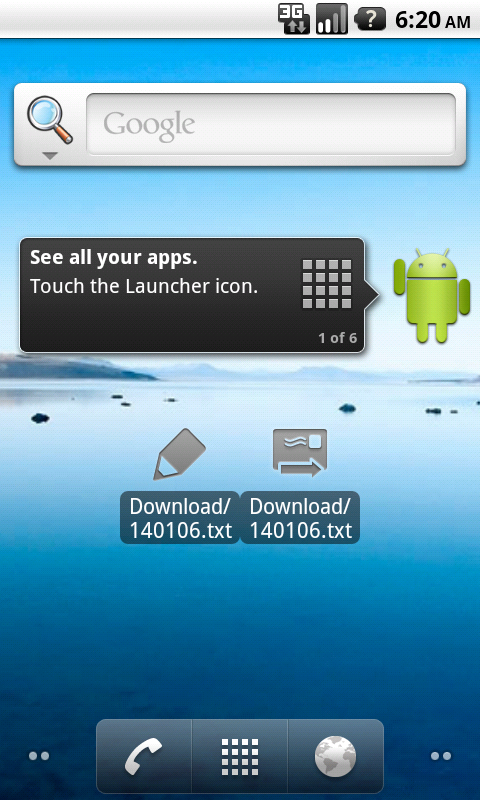 3G
?
6:20 AM
Google
See all your apps.
Touch the Launcher icon.
1 of 6
Download/
140106.txt
Download/
140106.txt